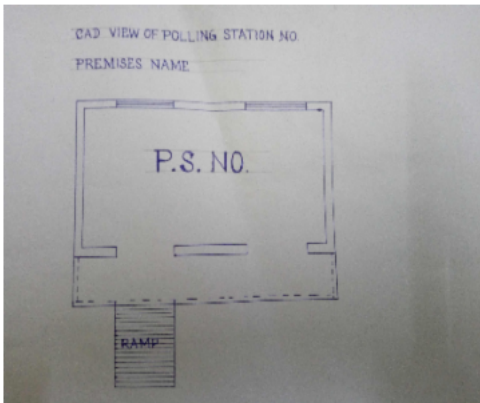 CAD VIEW OF POLLING STATION NO.
PREMISES NAME
P.S. NO.
RAMP